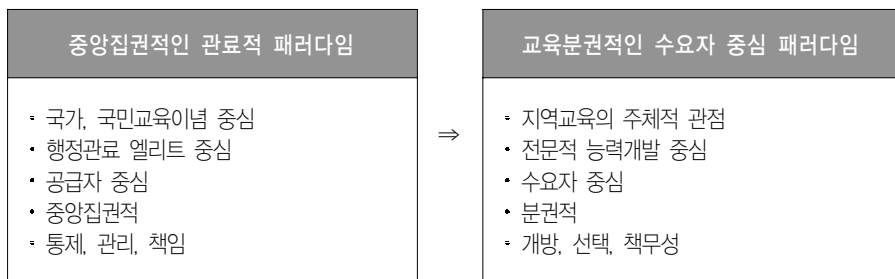 중앙집권적인 관료적 패러다임
• 국가, 국민교육이념 중심
• 행정관료 엘리트 중심
• 공급자 중심
• 중앙집권적
• 통제, 관리, 책임
⇒
교육분권적인 수요자 중심 패러다임
• 지역교육의 주체적 관점
• 전문적 능력개발 중심
• 수요자 중심
• 분권적
• 개방, 선택, 책무성